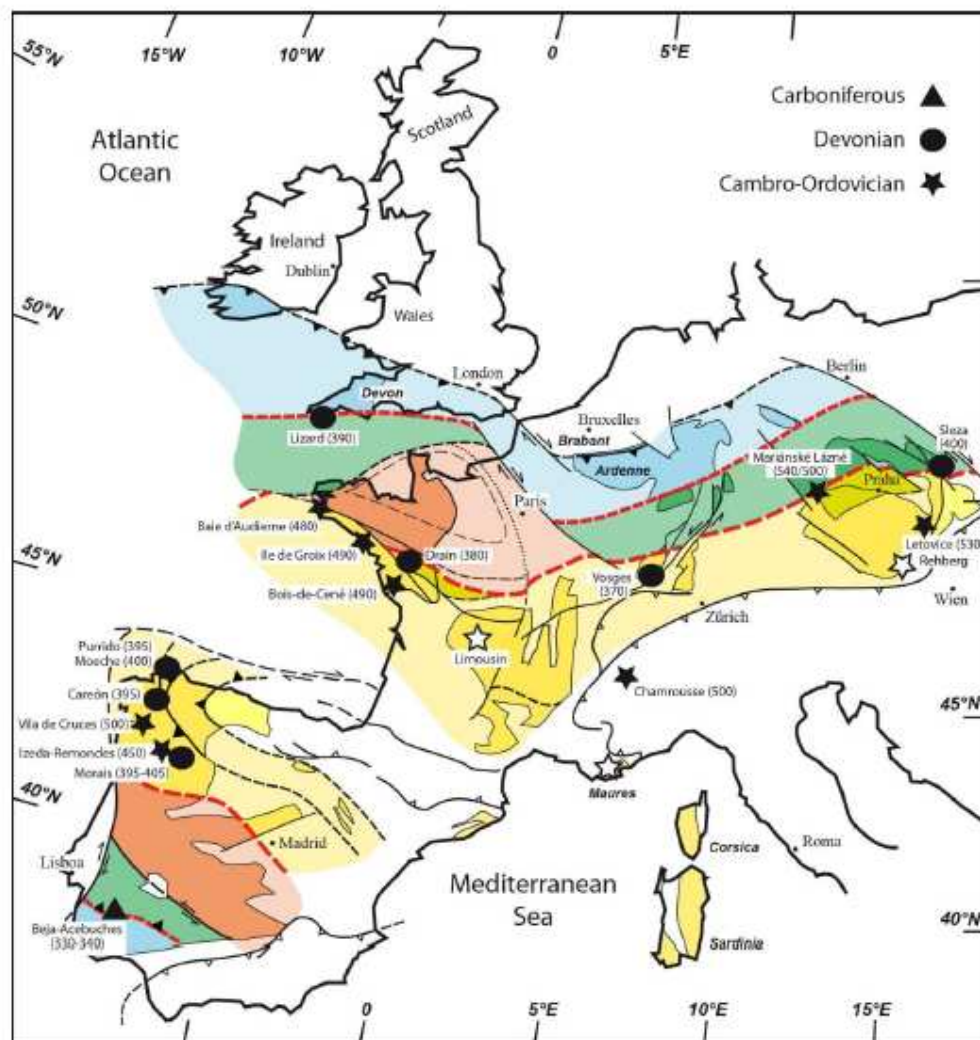 15°W
10°W
0
5°E
55°N
Carboniferous
Devonian
Cambro-Ordovician
Atlantic
Ocean
Scotland
Ireland
Dublin
Wales
50°N
London
Devon
Lizard (390)
Bruxelles
Brabant
Ardenne
Berlin
Sleza
(400)
Mariánské Lázně
(540/500)
Praha
Paris
Baie d'Audierne (480)
Ile de Groix (490)
Drain (380)
Bois-de-Cené (490)
45°N
Vosges
(370)
Letovice (530)
Rehberg
Wien
Zürich
Limousin
Chamrousse (500)
Purrido (395)
Moeche (400)
Careón (395)
Vila de Cruces (500)
Izeda-Remondes (450)
Morais (395-405)
45°N
40°N
Maures
Madrid
Lisboa
Corsica
Roma
Mediterranean
Sea
Beja-Acebuches
(330-340)
Sardinia
40°N
0
5°E
10°E
15°E